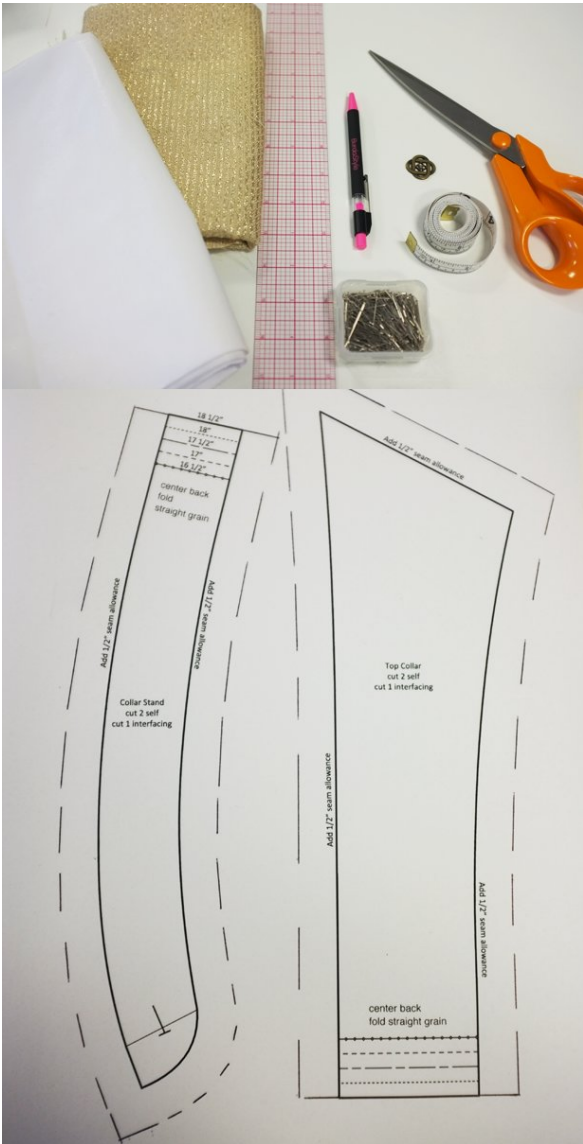 18 1/2"
18"
17 1/2"
17"
16 1/2"
center back
fold
straight grain
Add 1/2" seam allowance
Add 1/2" seam allowance
Collar Stand
cut 2 self
cut 1 interfacing
Add 1/2" seam allowance
Top Collar
cut 2 self
cut 1 interfacing
Add 1/2" seam allowance
Add 1/2" seam allowance
center back
fold straight grain